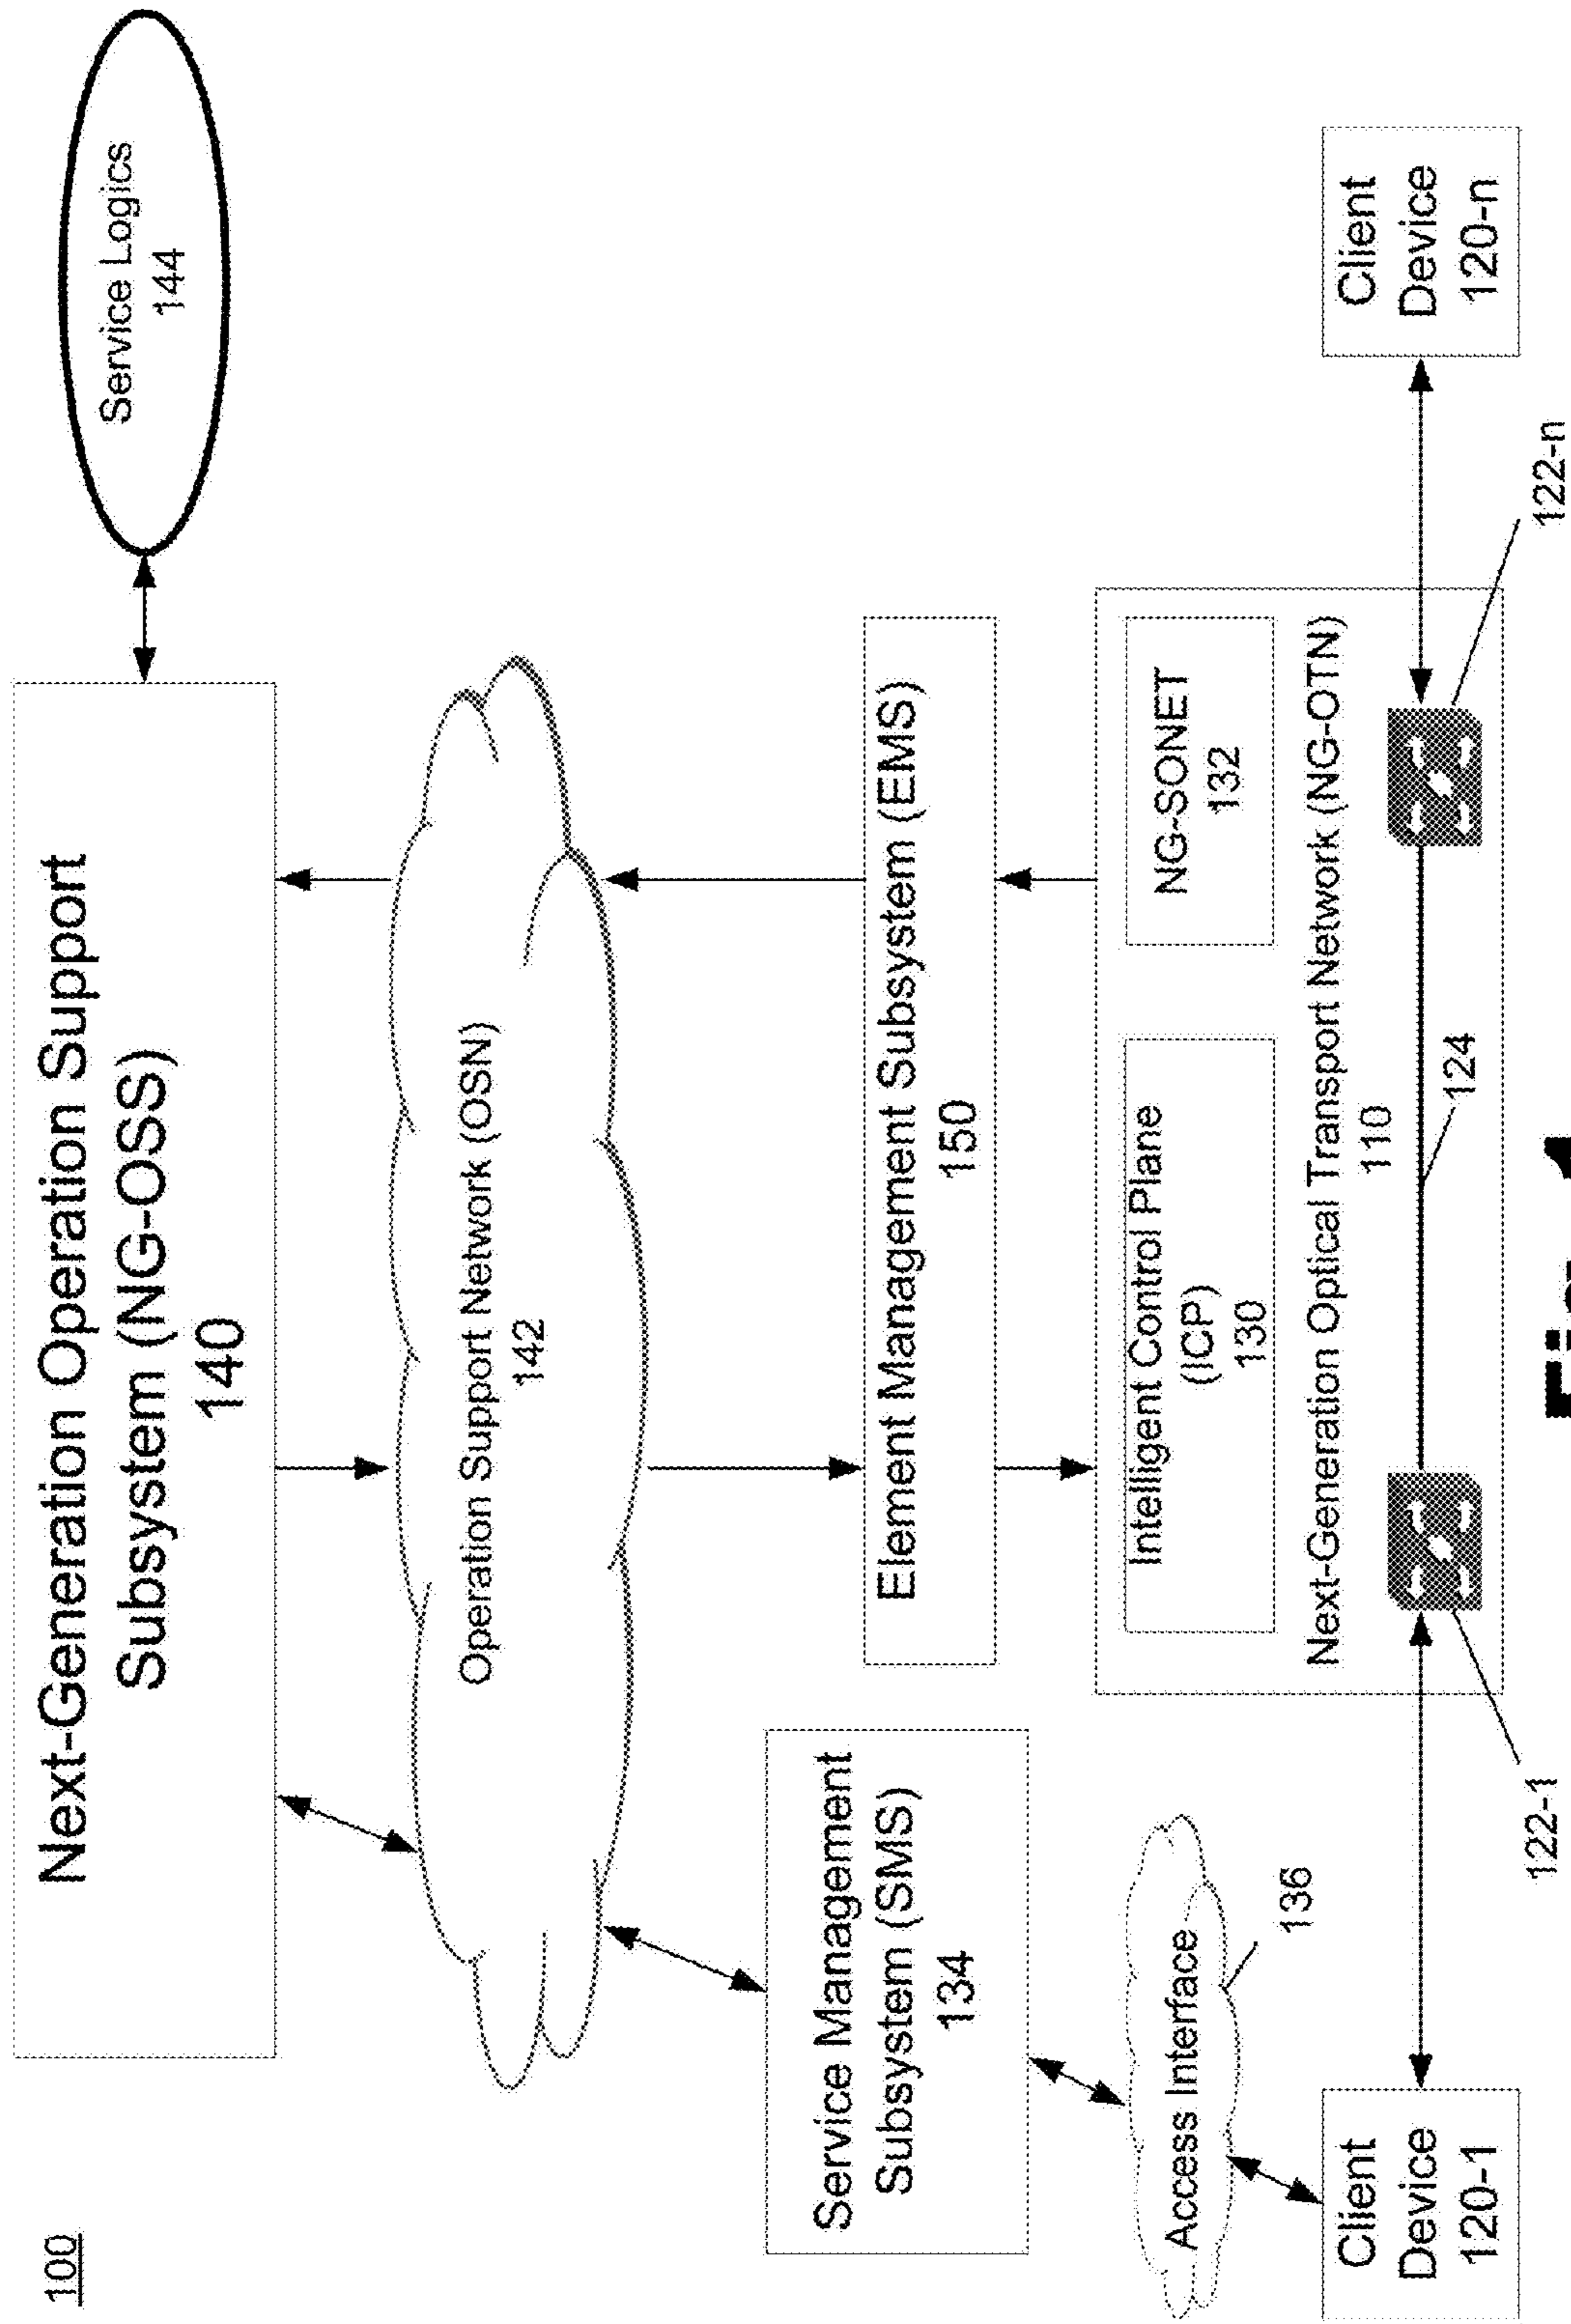 100
Next-Generation Operation Support
Subsystem (NG-OSS)
140
Service Logics
144
Operation Support Network (OSN)
142
Service Management
Subsystem (SMS)
134
Element Management Subsystem (EMS)
150
Access Interface
136
Intelligent Control Plane
(ICP)
130
NG-SONET
132
Next-Generation Optical Transport Network (NG-OTN)
110
124
Client
Device
120-1
Client
Device
120-n
122-1
122-n